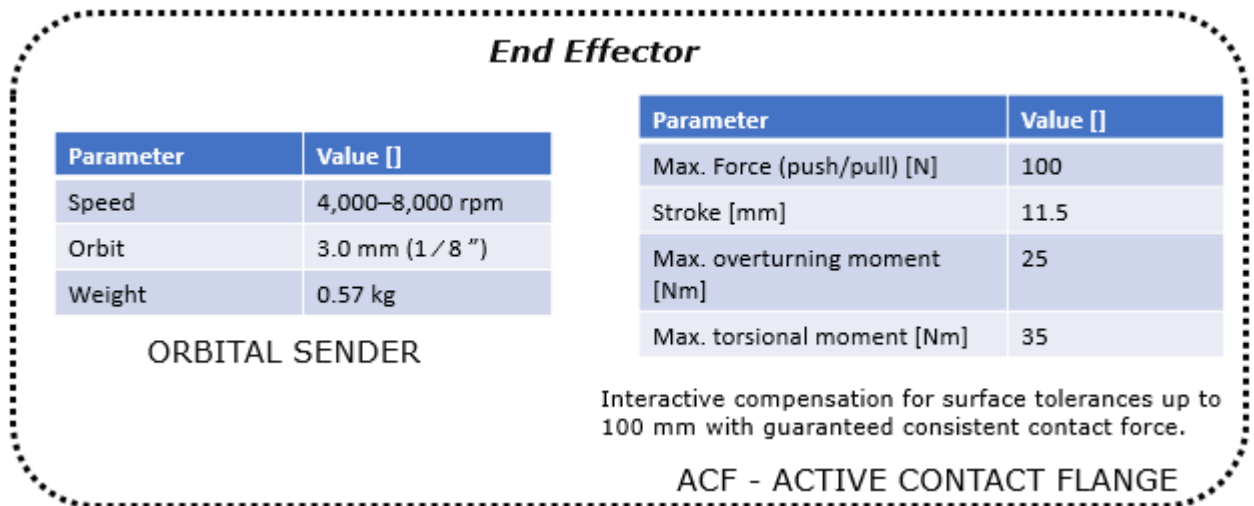 End Effector
Parameter Value []
Speed 4,000–8,000 rpm
Orbit 3.0 mm (1 ⁄ 8 ″)
Weight 0.57 kg
ORBITAL SENDER
Parameter Value []
Max. Force (push/pull) [N] 100
Stroke [mm] 11.5
Max. overturning moment 25
[Nm]
Max. torsional moment [Nm] 35
Interactive compensation for surface tolerances up to
100 mm with guaranteed consistent contact force.
ACF - ACTIVE CONTACT FLANGE